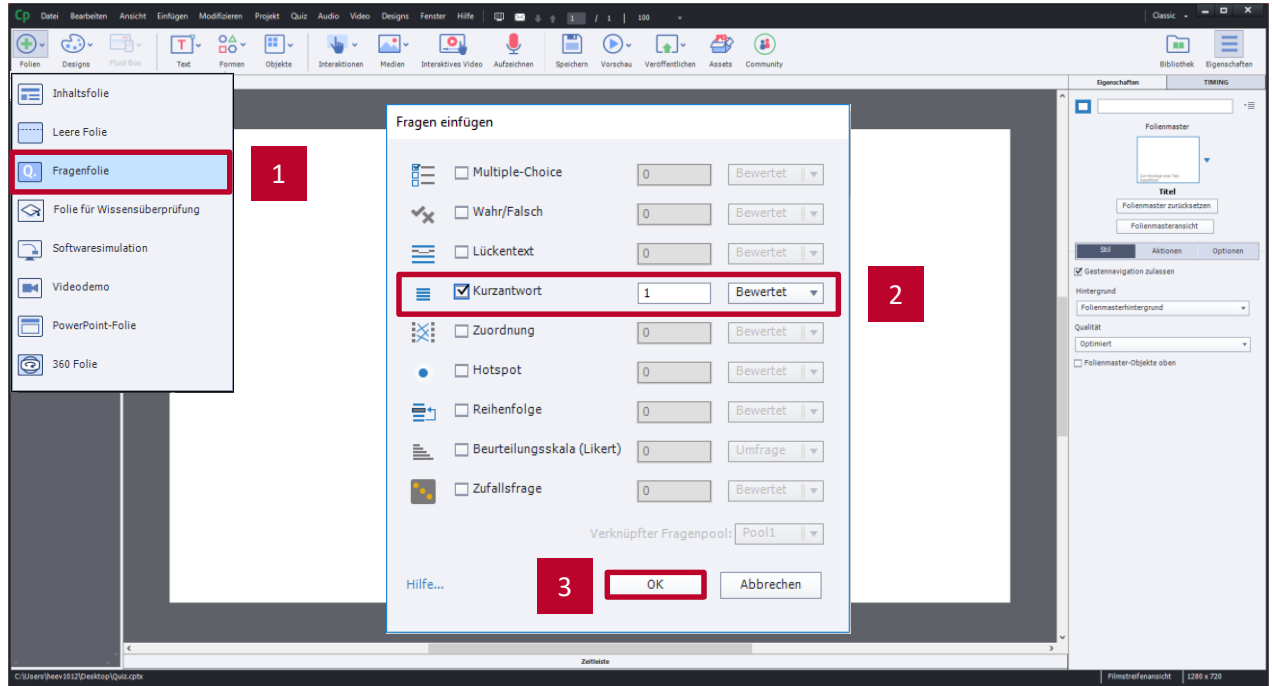 Cp Datei Bearbeiten Ansicht Einfügen Modifizieren Projekt Quiz Audio Video Designs Fenster Hilfe 1 / 1 100 Classic
Folien Designs Fluid Box Text Formen Objekte Interaktionen Medien Interaktives Video Aufzeichnen Speichern Vorschau Veröffentlichen Assets Community Bibliothek Eigenschaften
Inhaltsfolie
Leere Folie
Q. Fragenfolie
Folie für Wissensüberprüfung
Softwaresimulation
Videodemo
PowerPoint-Folie
360 Folie
1
Fragen einfügen
Multiple-Choice 0 Bewertet
Wahr/Falsch 0 Bewertet
Lückentext 0 Bewertet
Kurzantwort 1 Bewertet
2
Zuordnung 0 Bewertet
Hotspot 0 Bewertet
Reihenfolge 0 Bewertet
Beurteilungsskala (Likert) 0 Umfrage
Zufallsfrage 0 Bewertet
Verknüpfter Fragenpool: Pool1
Hilfe... 3 OK Abbrechen
Eigenschaften TIMING
Folienmaster
Titel
Folienmaster zurücksetzen
Folienmasteransicht
Stil Aktionen Optionen
Gestennavigation zulassen
Hintergrund
Folienmasterhintergrund
Qualität
Optimiert
Folienmaster-Objekte oben
Zeitleiste
C:\Users\heev1012\Desktop\Quiz.cptx Filmstreifenansicht 1280 x 720